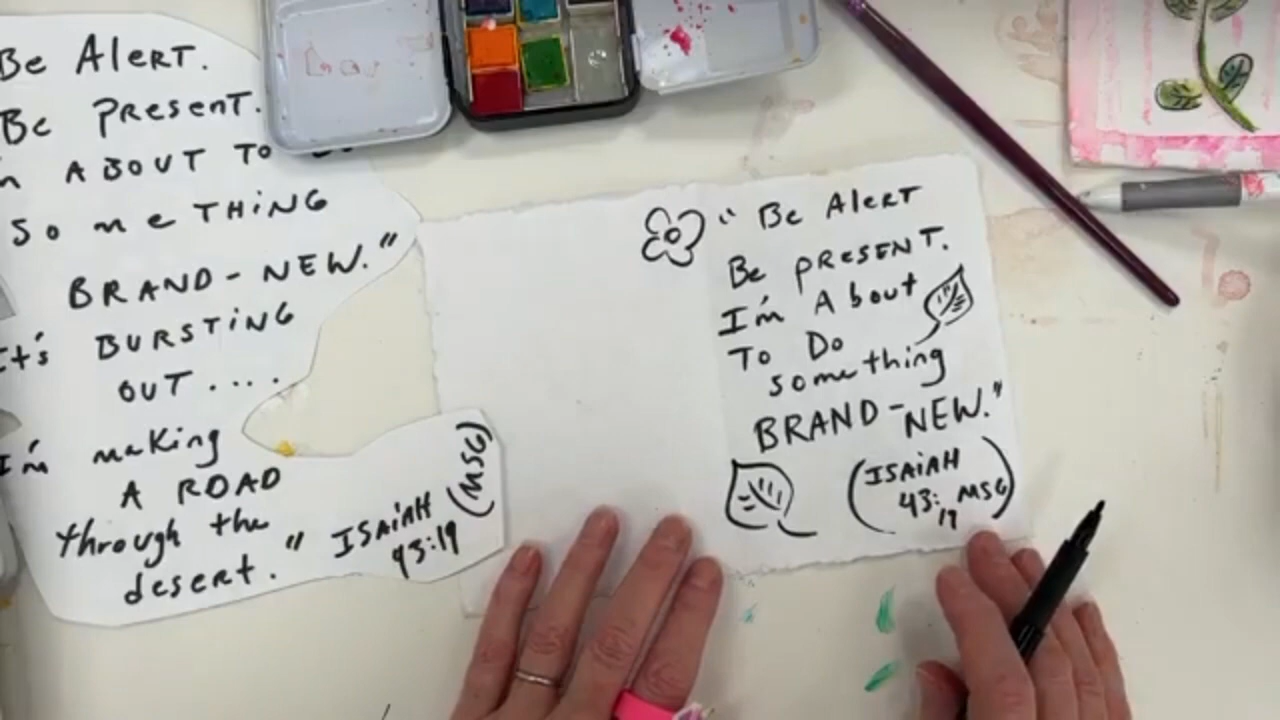 Be Alert.
Be present.
ABOUT TO
SomeTHING
BRAND-NEW."
It's BURSTING
OUT....
I'm making
A ROAD
through the
desert." ISAIAH
43:19
(MSG)
"Be Alert
Be PRESENT.
I'm About
To Do
something
BRAND-NEW."
(ISAIAH
43: MSG)
19